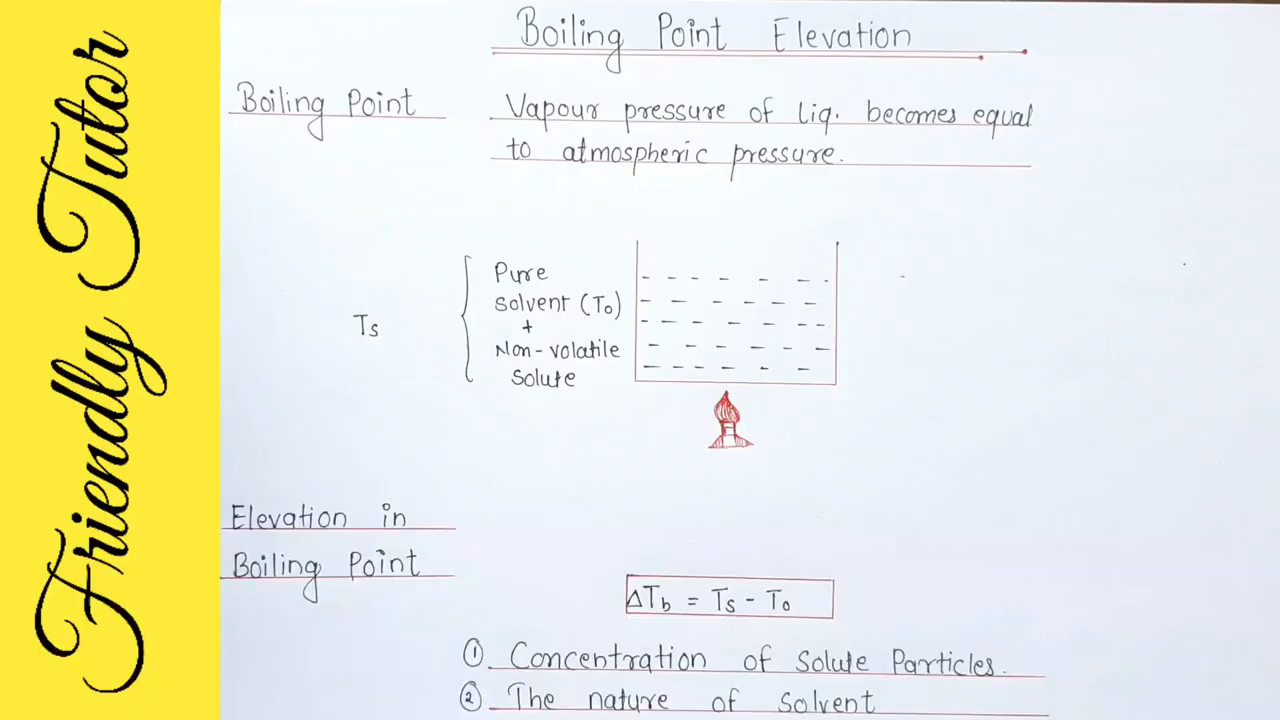 Friendly Tutor
Boiling Point Elevation
Boiling Point
Vapour pressure of Liq. becomes equal
to atmospheric pressure.
Ts
Pure
Solvent (To)
+
Non-volatile
Solute
Elevation in
Boiling Point
ΔTb = Ts - To
① Concentration of Solute Particles.
② The nature of Solvent